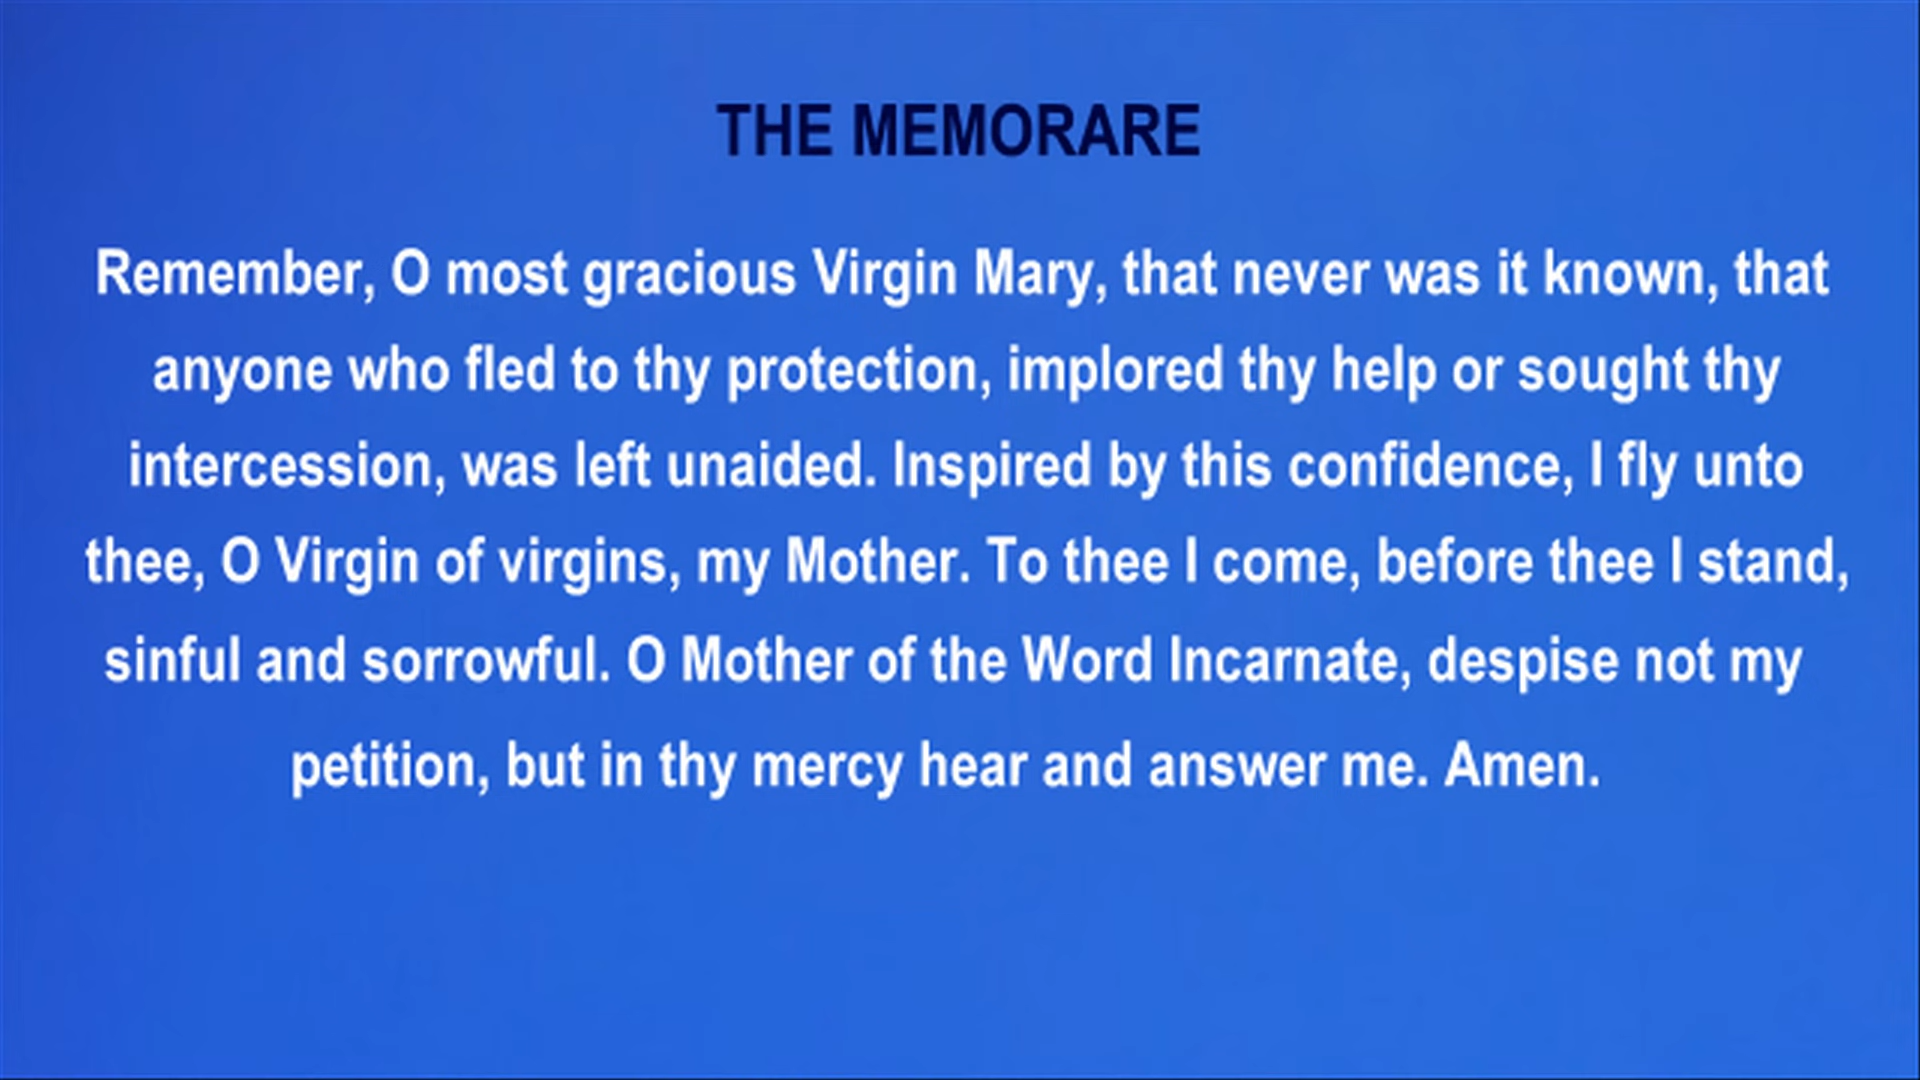 THE MEMORARE
Remember, O most gracious Virgin Mary, that never was it known, that
anyone who fled to thy protection, implored thy help or sought thy
intercession, was left unaided. Inspired by this confidence, I fly unto
thee, O Virgin of virgins, my Mother. To thee I come, before thee I stand,
sinful and sorrowful. O Mother of the Word Incarnate, despise not my
petition, but in thy mercy hear and answer me. Amen.